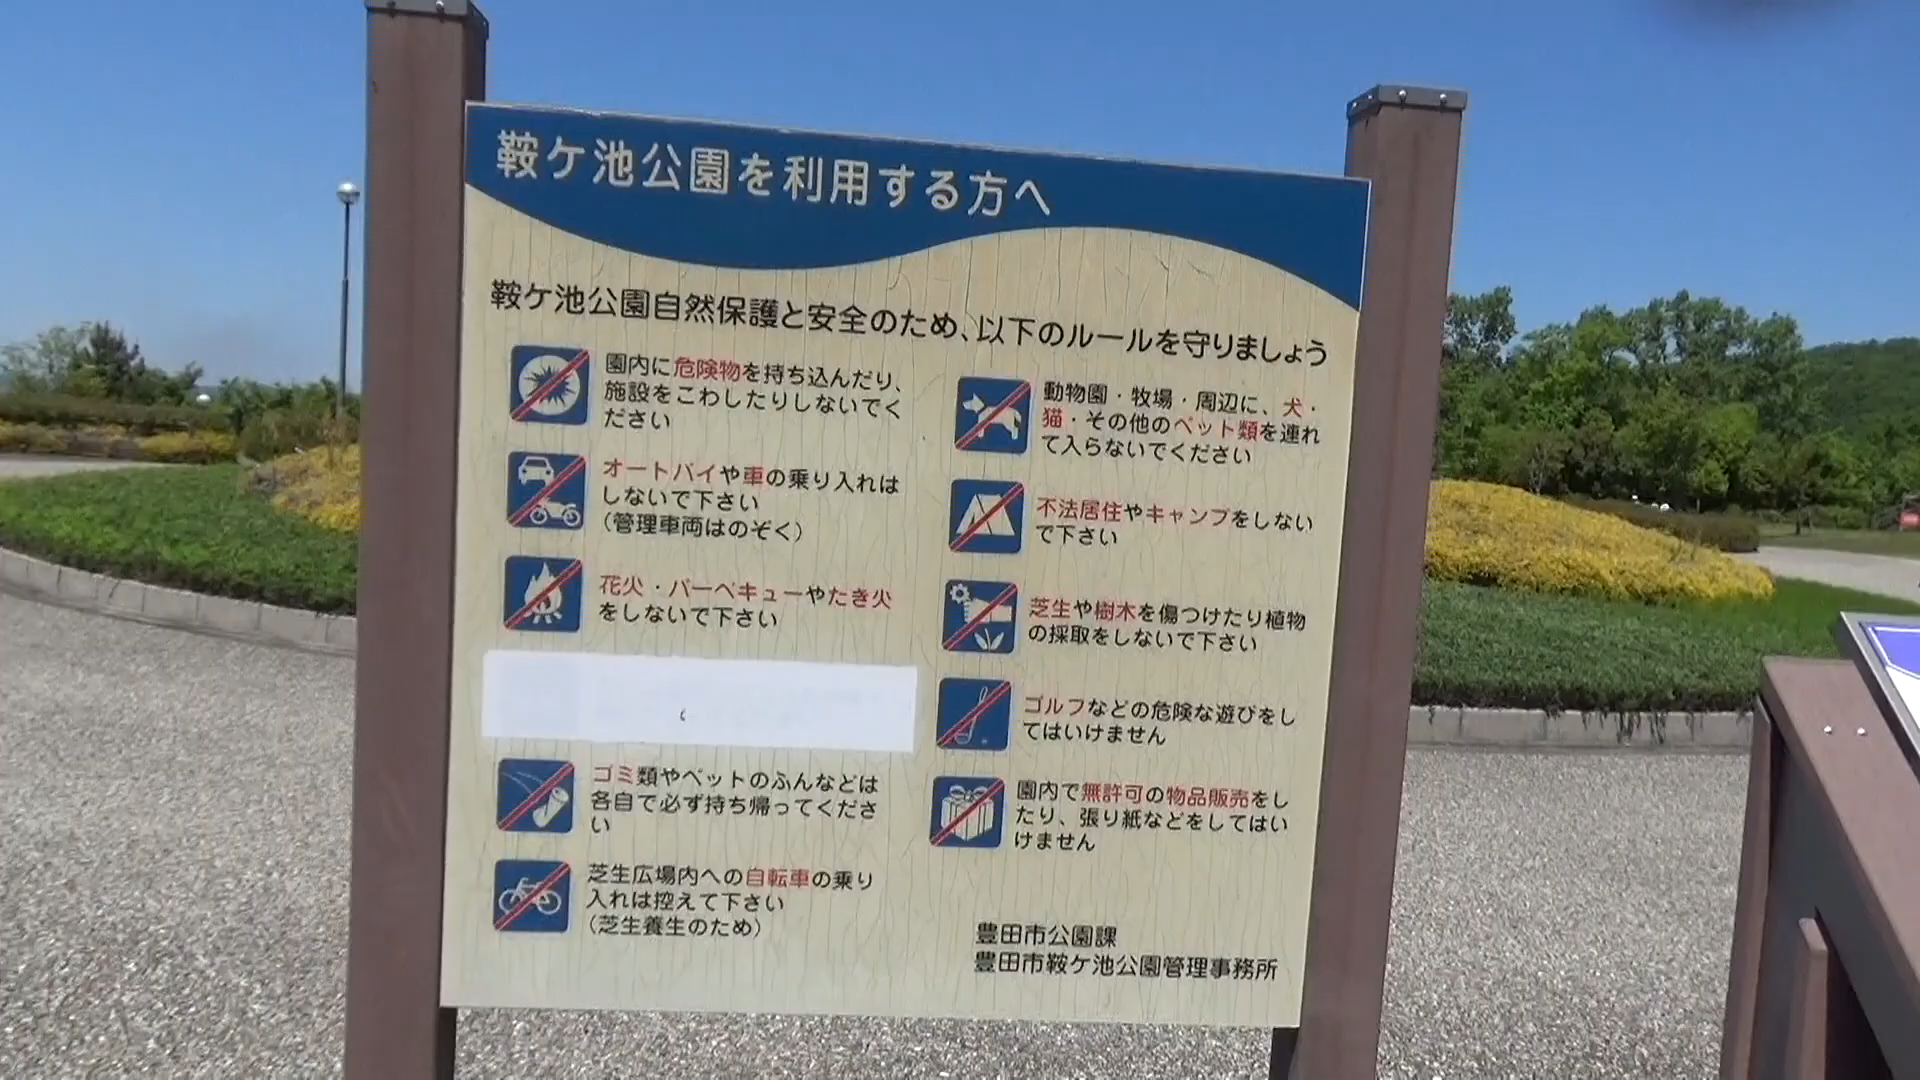 鞍ケ池公園を利用する方へ
鞍ケ池公園自然保護と安全のため、以下のルールを守りましょう
園内に危険物を持ち込んだり、
施設をこわしたりしないでく
ださい
オートバイや車の乗り入れは
しないで下さい
（管理車両はのぞく）
花火・バーベキューやたき火
をしないで下さい
ゴミ類やペットのふんなどは
各自で必ず持ち帰ってくださ
い
芝生広場内への自転車の乗り
入れは控えて下さい
（芝生養生のため）
動物園・牧場・周辺に、犬・
猫・その他のペット類を連れ
て入らないでください
不法居住やキャンプをしない
で下さい
芝生や樹木を傷つけたり植物
の採取をしないで下さい
ゴルフなどの危険な遊びをし
てはいけません
園内で無許可の物品販売をし
たり、張り紙などをしてはい
けません
豊田市公園課
豊田市鞍ケ池公園管理事務所